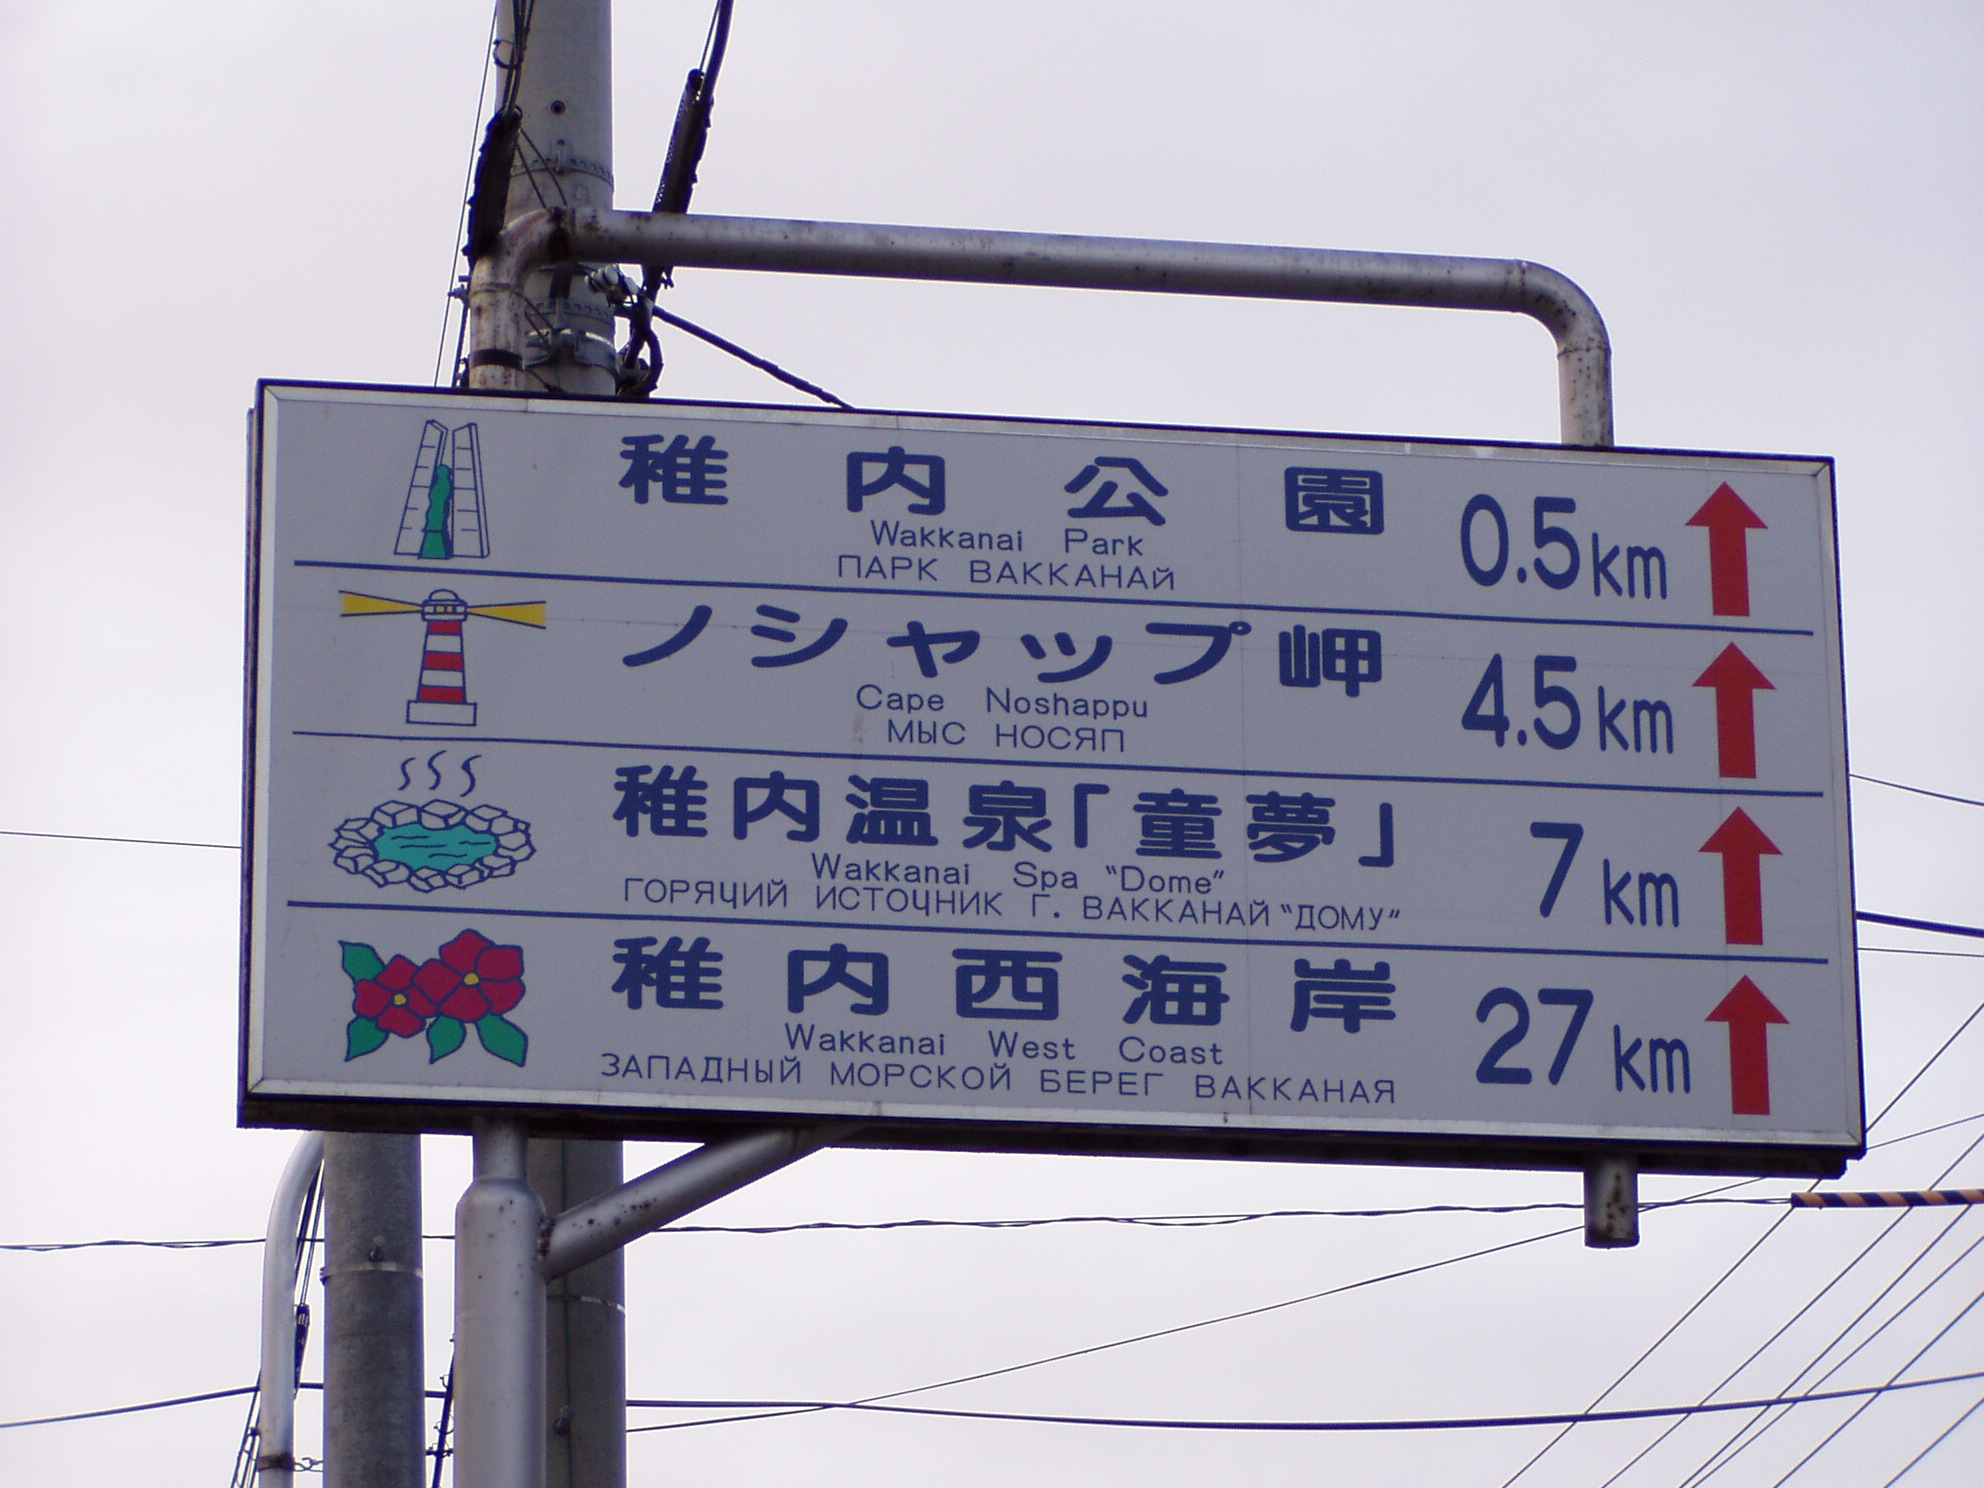 稚内公園 0.5km
Wakkanai Park
ПАРК ВАККАНАЙ
ノシャップ岬 4.5km
Cape Noshappu
МЫС НОСЯП
稚内温泉「童夢」 7km
Wakkanai Spa “Dome”
ГОРЯЧИЙ ИСТОЧНИК Г. ВАККАНАЙ “ДОМУ”
稚内西海岸 27km
Wakkanai West Coast
ЗАПАДНЫЙ МОРСКОЙ БЕРЕГ ВАККАНАЯ